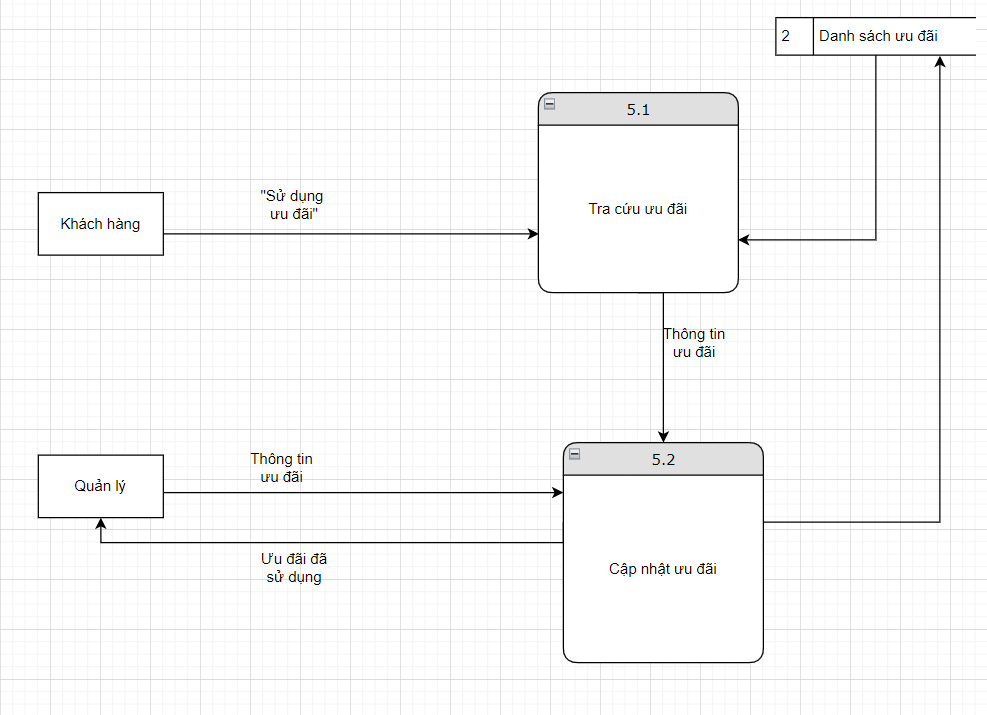 2
Danh sách ưu đãi
5.1
Tra cứu ưu đãi
"Sử dụng
ưu đãi"
Khách hàng
Thông tin
ưu đãi
5.2
Cập nhật ưu đãi
Thông tin
ưu đãi
Quản lý
Ưu đãi đã
sử dụng